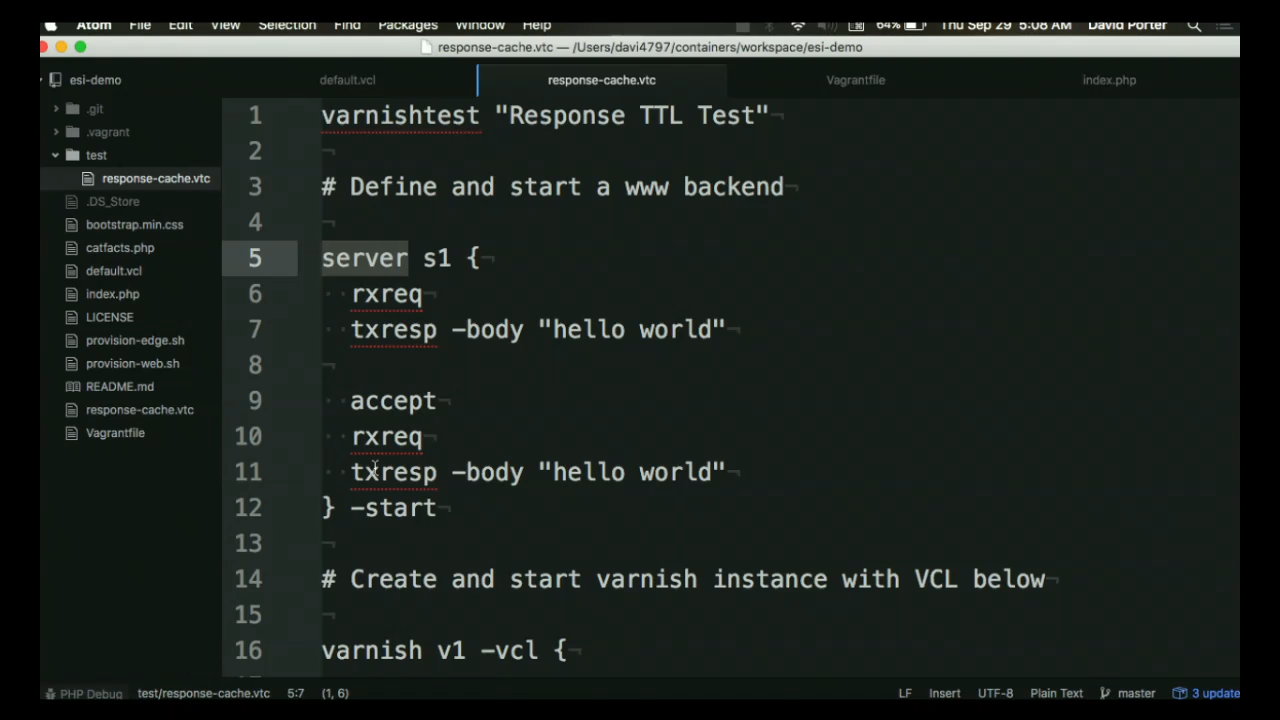 Atom File Edit View Selection Find Packages Window Help 64% Thu Sep 29 5:08 AM David Porter
response-cache.vtc — /Users/davi4797/containers/workspace/esi-demo
esi-demo default.vcl response-cache.vtc Vagrantfile index.php
.git
.vagrant
test
response-cache.vtc
.DS_Store
bootstrap.min.css
catfacts.php
default.vcl
index.php
LICENSE
provision-edge.sh
provision-web.sh
README.md
response-cache.vtc
Vagrantfile
1 varnishtest "Response TTL Test"¬
2 ¬
3 # Define and start a www backend¬
4 ¬
5 server s1 {¬
6 ··rxreq¬
7 ··txresp -body "hello world"¬
8 ¬
9 ··accept¬
10 ··rxreq¬
11 ··txresp -body "hello world"¬
12 } -start¬
13 ¬
14 # Create and start varnish instance with VCL below¬
15 ¬
16 varnish v1 -vcl {¬
PHP Debug test/response-cache.vtc 5:7 (1, 6) LF Insert UTF-8 Plain Text master 3 update